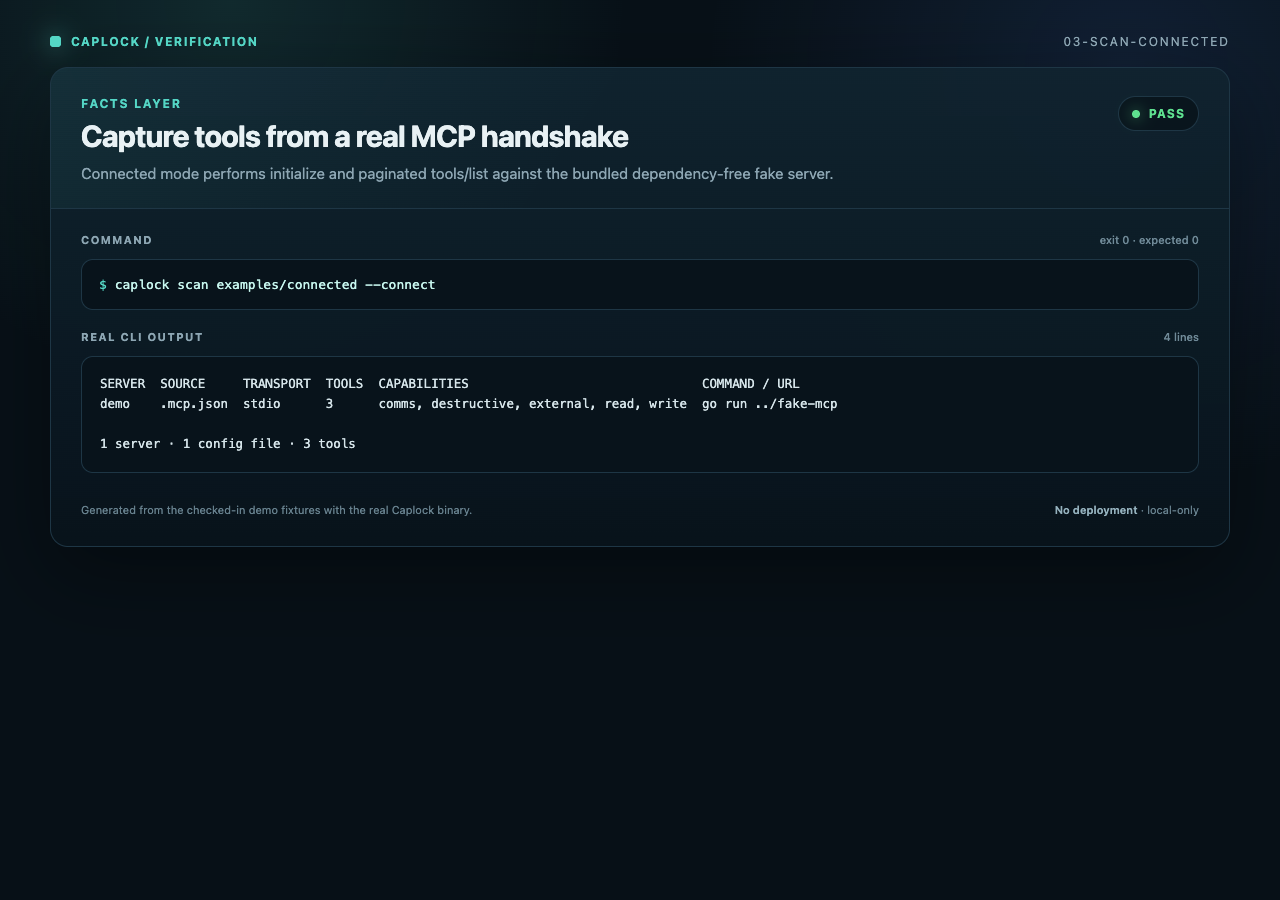 CAPLOCK / VERIFICATION
03-SCAN-CONNECTED
FACTS LAYER
PASS
Capture tools from a real MCP handshake
Connected mode performs initialize and paginated tools/list against the bundled dependency-free fake server.
COMMAND
exit 0 · expected 0
$ caplock scan examples/connected --connect
REAL CLI OUTPUT
4 lines
SERVER  SOURCE     TRANSPORT  TOOLS  CAPABILITIES                               COMMAND / URL
demo    .mcp.json  stdio      3      comms, destructive, external, read, write  go run ../fake-mcp
1 server · 1 config file · 3 tools
Generated from the checked-in demo fixtures with the real Caplock binary.
No deployment · local-only